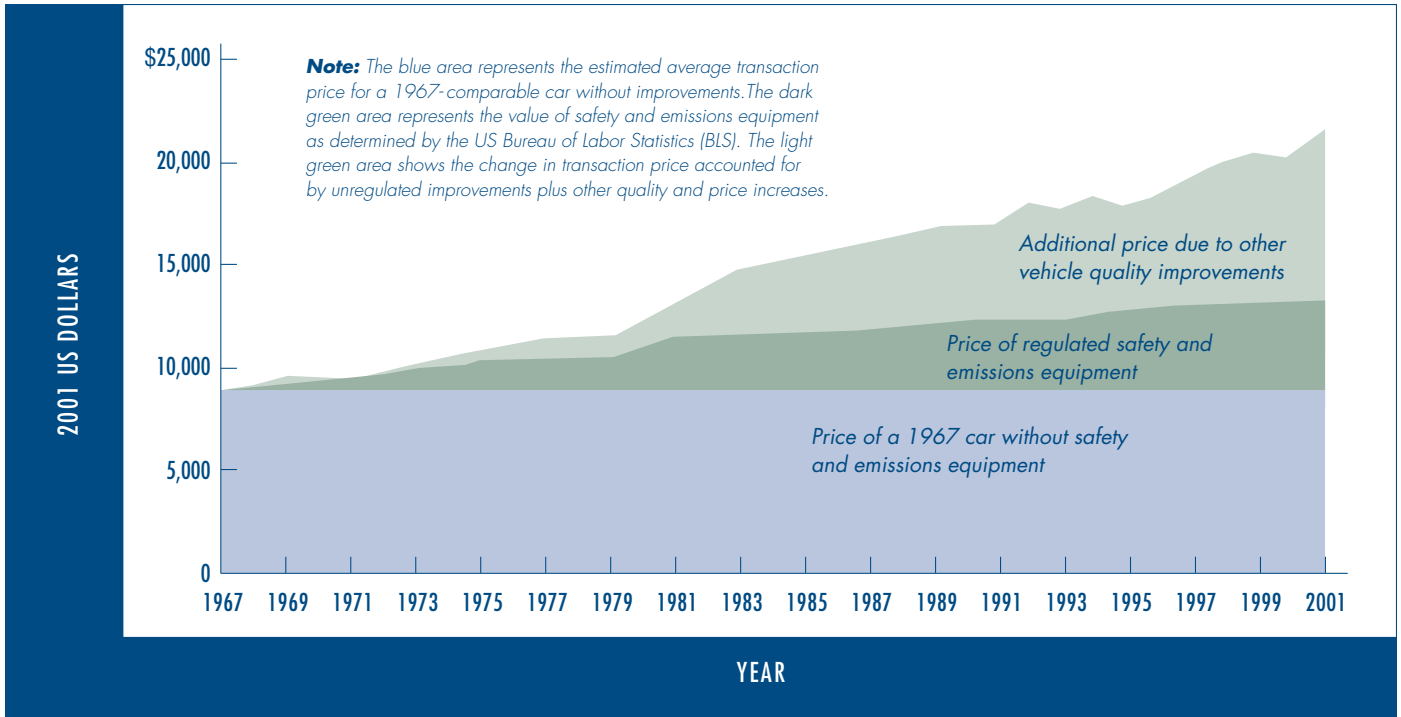 $25,000
Note: The blue area represents the estimated average transaction
price for a 1967-comparable car without improvements. The dark
green area represents the value of safety and emissions equipment
as determined by the US Bureau of Labor Statistics (BLS). The light
green area shows the change in transaction price accounted for
by unregulated improvements plus other quality and price increases.
20,000
15,000
10,000
5,000
0
2001 US DOLLARS
Additional price due to other
vehicle quality improvements
Price of regulated safety and
emissions equipment
Price of a 1967 car without safety
and emissions equipment
1967 1969 1971 1973 1975 1977 1979 1981 1983 1985 1987 1989 1991 1993 1995 1997 1999 2001
YEAR